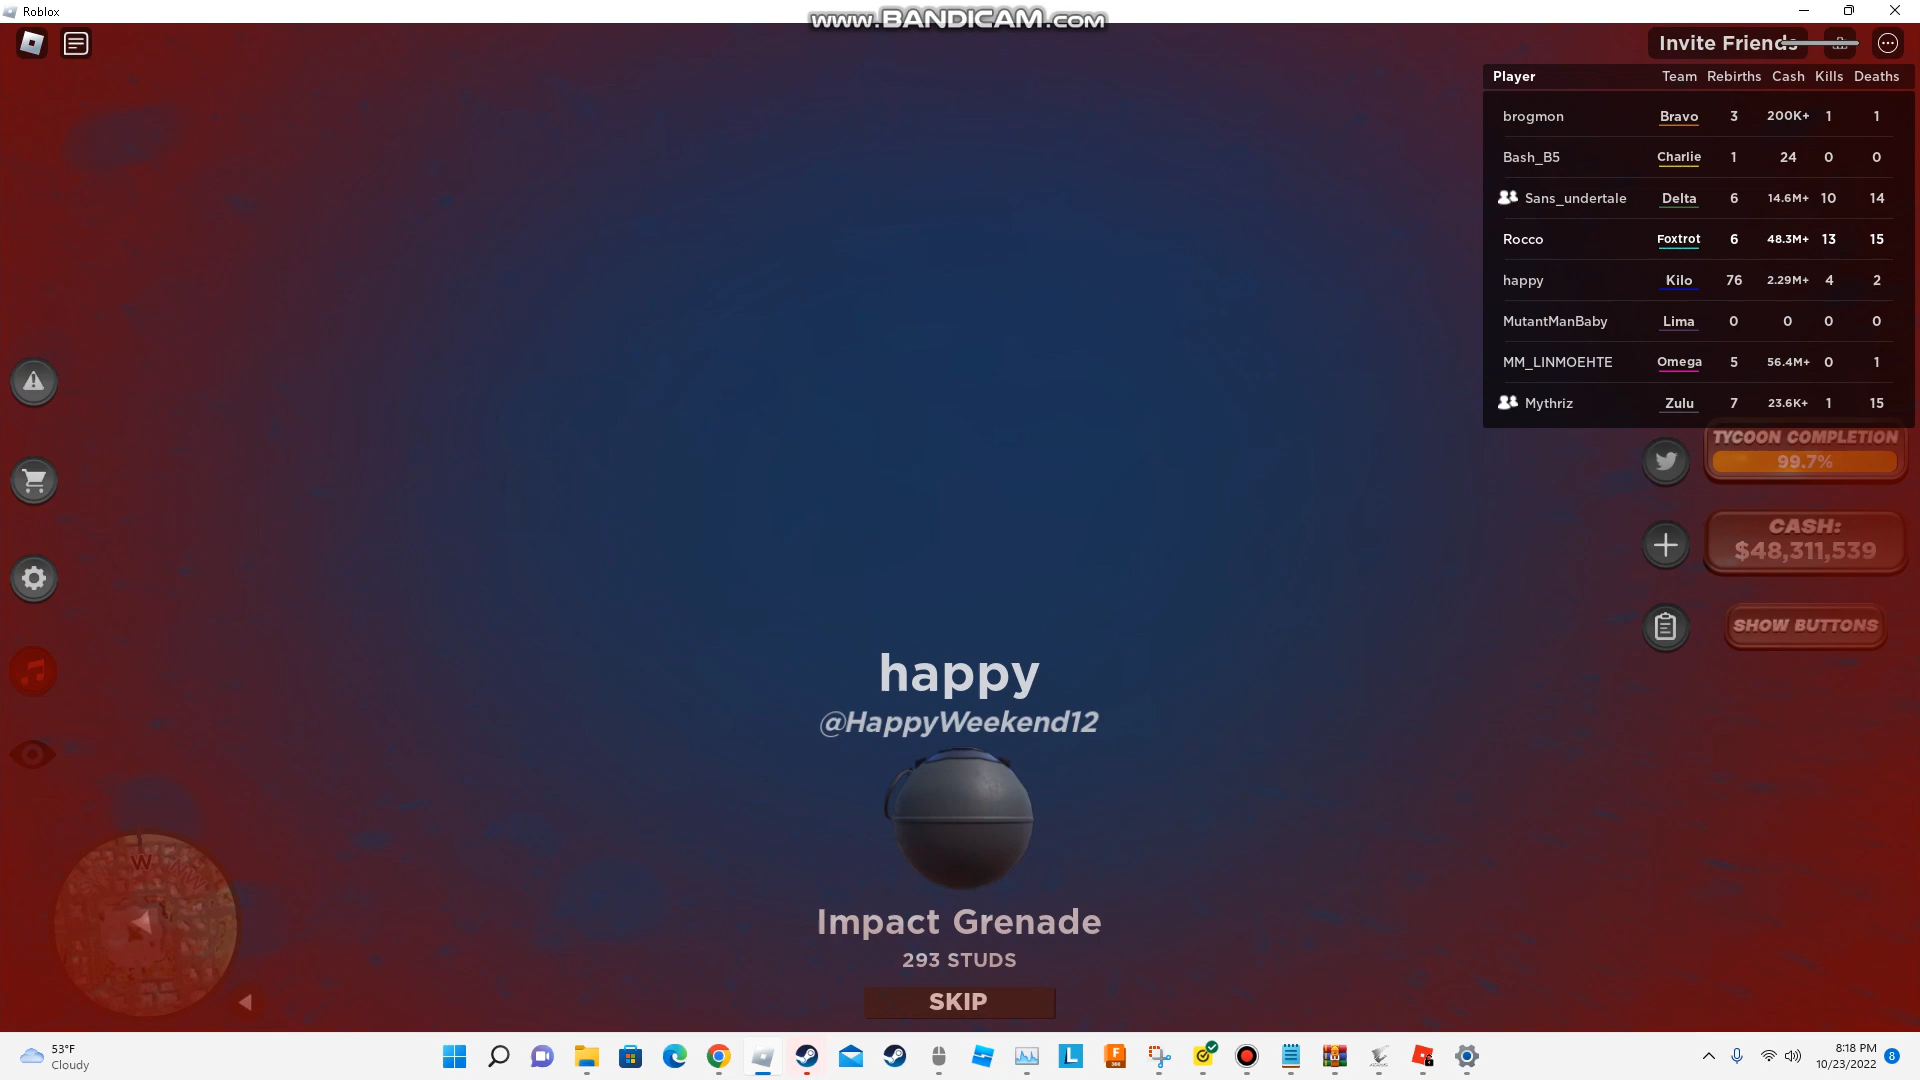 Roblox
www.BANDICAM.com
Invite Friends
Player Team Rebirths Cash Kills Deaths
brogmon Bravo 3 200K+ 1 1
Bash_B5 Charlie 1 24 0 0
Sans_undertale Delta 6 14.6M+ 10 14
Rocco Foxtrot 6 48.3M+ 13 15
happy Kilo 76 2.29M+ 4 2
MutantManBaby Lima 0 0 0 0
MM_LINMOEHTE Omega 5 56.4M+ 0 1
Mythriz Zulu 7 23.6K+ 1 15
TYCOON COMPLETION
99.7%
CASH:
$48,311,539
SHOW BUTTONS
happy
@HappyWeekend12
Impact Grenade
293 STUDS
SKIP
W NW
53°F
Cloudy
L
F
360
8:18 PM
10/23/2022
8